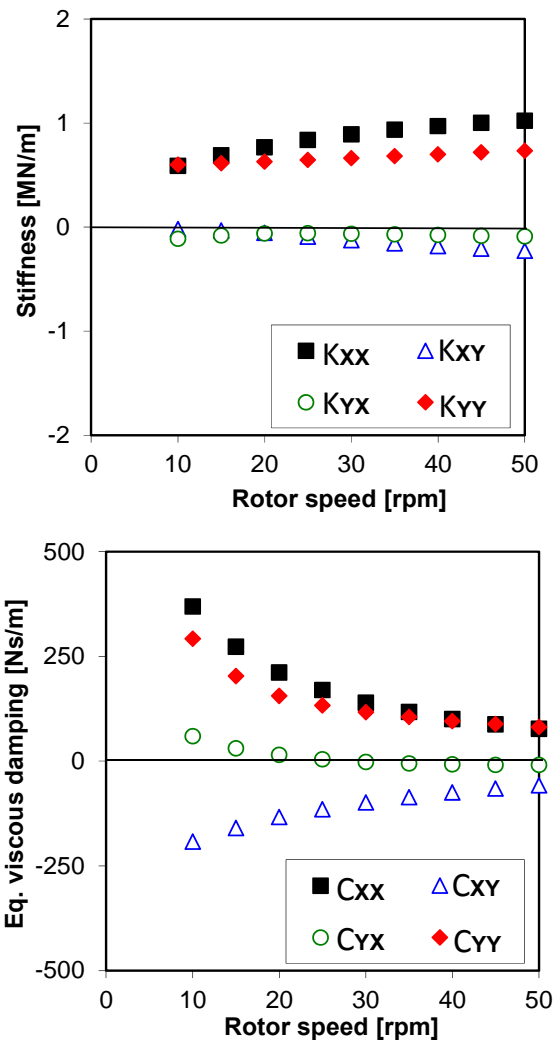 2
1
0
-1
-2
Stiffness [MN/m]
KXX KXY
KYX KYY
0 10 20 30 40 50
Rotor speed [rpm]
500
250
0
-250
-500
Eq. viscous damping [Ns/m]
CXX CXY
CYX CYY
0 10 20 30 40 50
Rotor speed [rpm]